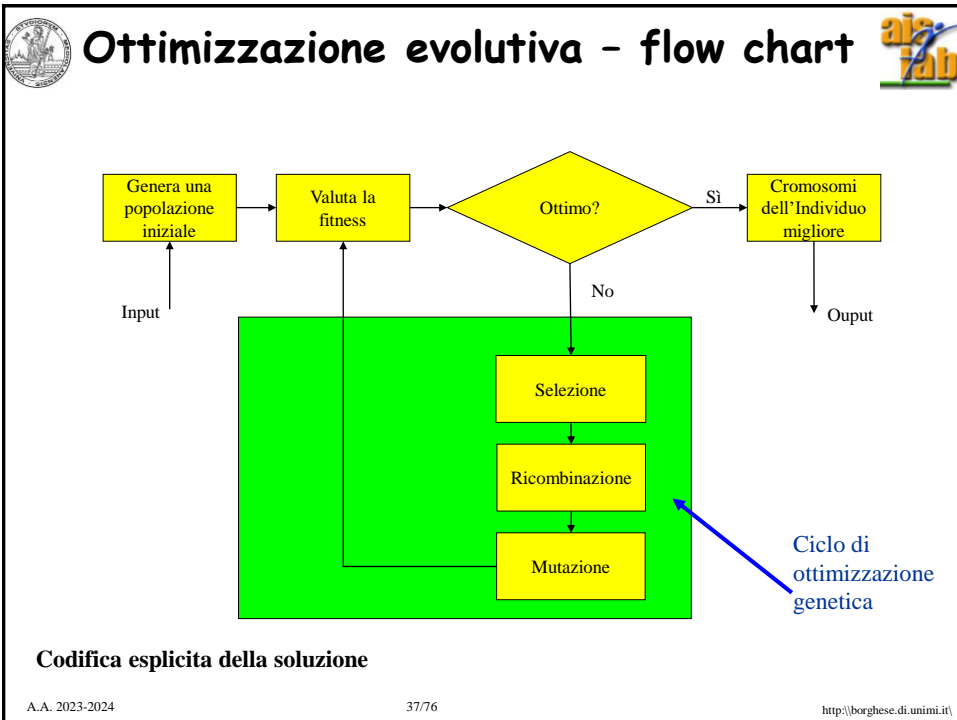 Ottimizzazione evolutiva – flow chart
Genera una
popolazione
iniziale
Valuta la
fitness
Ottimo?
Sì
Cromosomi
dell'Individuo
migliore
Input
No
Ouput
Selezione
Ricombinazione
Mutazione
Ciclo di
ottimizzazione
genetica
Codifica esplicita della soluzione
A.A. 2023-2024
37/76
http:\\borghese.di.unimi.it\